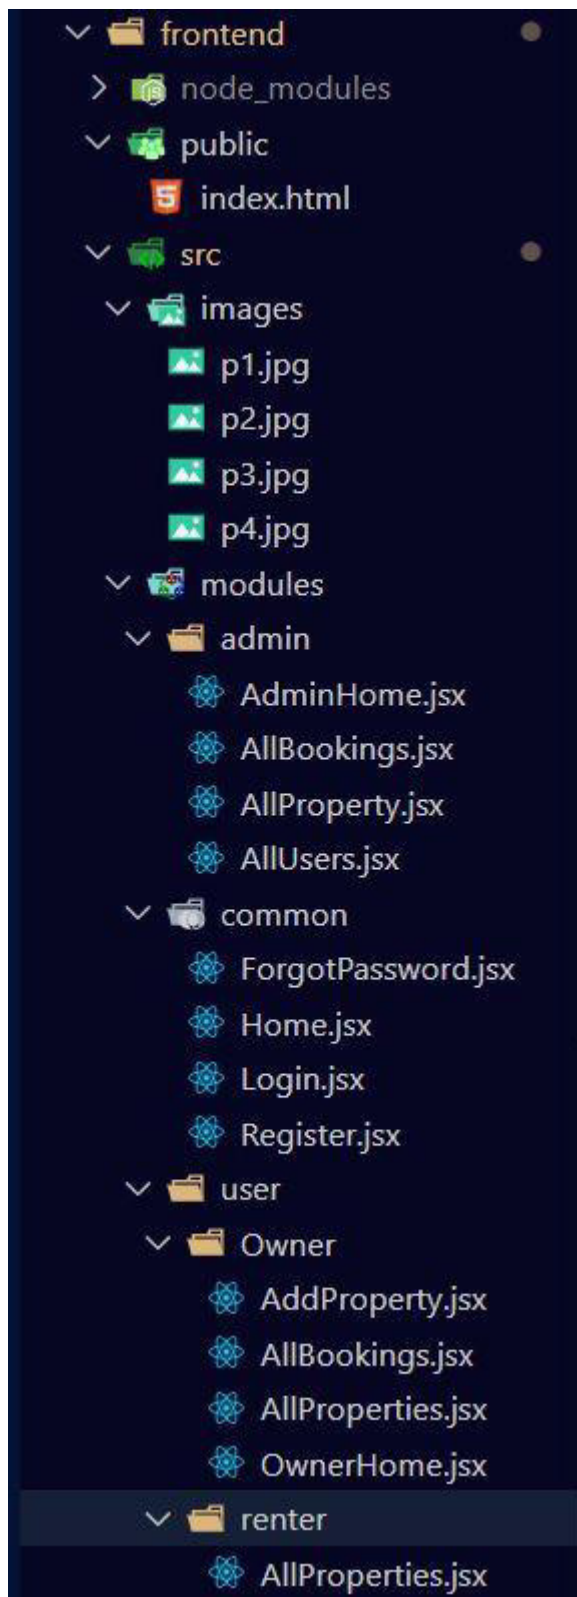 frontend
node_modules
public
index.html
src
images
p1.jpg
p2.jpg
p3.jpg
p4.jpg
modules
admin
AdminHome.jsx
AllBookings.jsx
AllProperty.jsx
AllUsers.jsx
common
ForgotPassword.jsx
Home.jsx
Login.jsx
Register.jsx
user
Owner
AddProperty.jsx
AllBookings.jsx
AllProperties.jsx
OwnerHome.jsx
renter
AllProperties.jsx